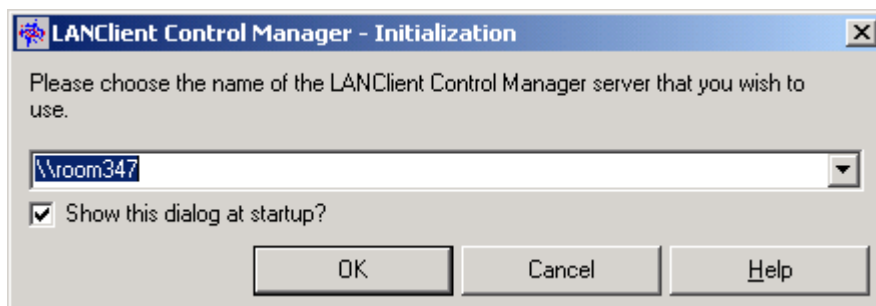 LANClient Control Manager - Initialization
Please choose the name of the LANClient Control Manager server that you wish to
use.
\\room347
Show this dialog at startup?
OK Cancel Help